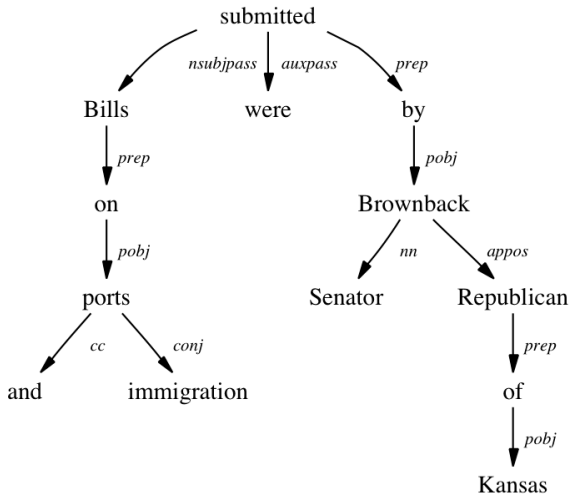 submitted
nsubjpass auxpass prep
Bills were by
prep pobj
on Brownback
pobj nn appos
ports Senator Republican
cc conj prep
and immigration of
pobj
Kansas